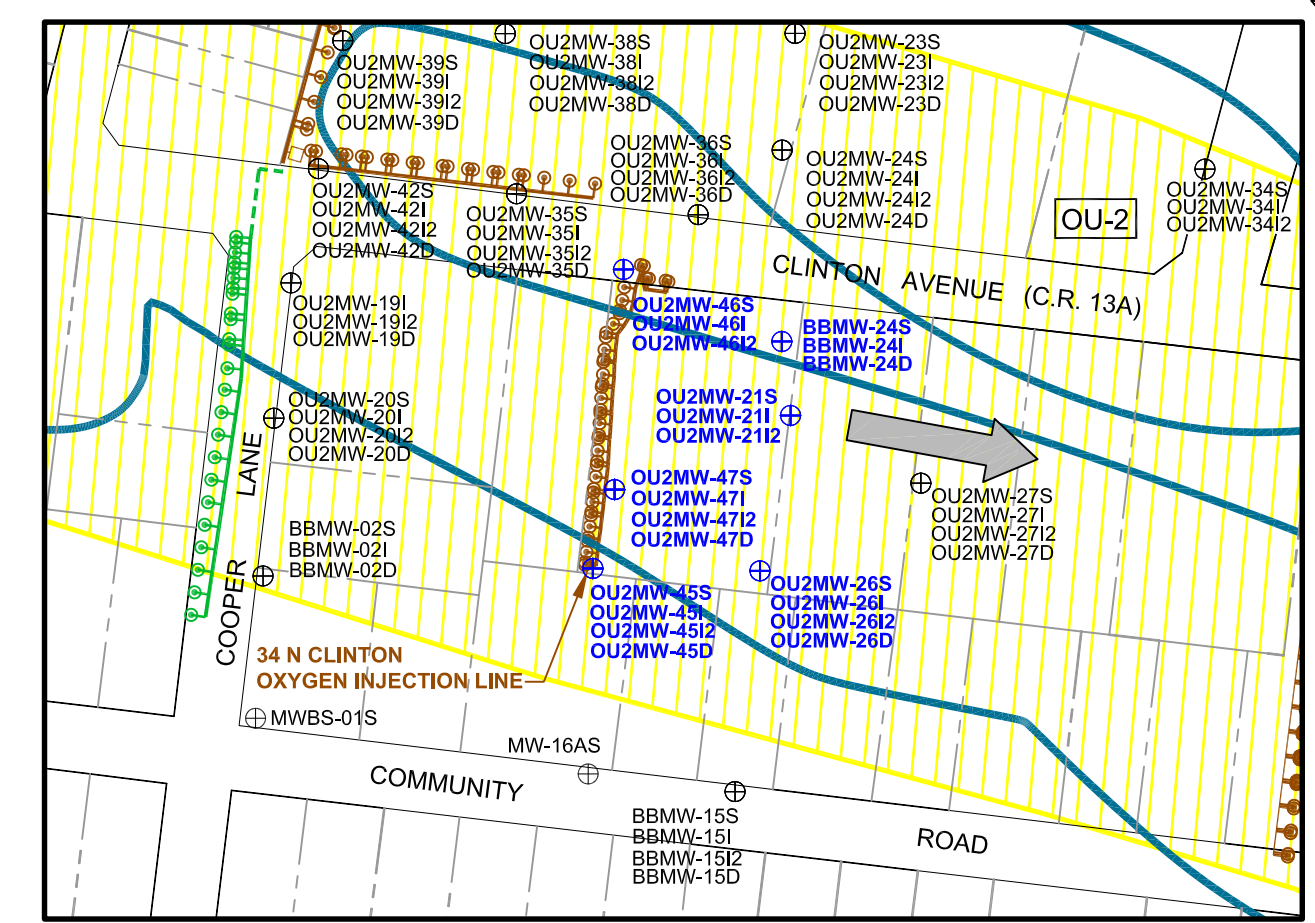 OU2MW-39S
OU2MW-39I
OU2MW-39I2
OU2MW-39D
OU2MW-38S
OU2MW-38I
OU2MW-38I2
OU2MW-38D
OU2MW-23S
OU2MW-23I
OU2MW-23I2
OU2MW-23D
OU2MW-36S
OU2MW-36I
OU2MW-36I2
OU2MW-36D
OU2MW-24S
OU2MW-24I
OU2MW-24I2
OU2MW-24D
OU2MW-34S
OU2MW-34I
OU2MW-34I2
OU-2
OU2MW-42S
OU2MW-42I
OU2MW-42I2
OU2MW-42D
OU2MW-35S
OU2MW-35I
OU2MW-35I2
OU2MW-35D
CLINTON AVENUE (C.R. 13A)
OU2MW-19I
OU2MW-19I2
OU2MW-19D
OU2MW-46S
OU2MW-46I
OU2MW-46I2
BBMW-24S
BBMW-24I
BBMW-24D
OU2MW-20S
OU2MW-20I
OU2MW-20I2
OU2MW-20D
OU2MW-21S
OU2MW-21I
OU2MW-21I2
OU2MW-47S
OU2MW-47I
OU2MW-47I2
OU2MW-47D
OU2MW-27S
OU2MW-27I
OU2MW-27I2
OU2MW-27D
COOPER LANE
BBMW-02S
BBMW-02I
BBMW-02D
OU2MW-45S
OU2MW-45I
OU2MW-45I2
OU2MW-45D
OU2MW-26S
OU2MW-26I
OU2MW-26I2
OU2MW-26D
34 N CLINTON
OXYGEN INJECTION LINE
MWBS-01S
MW-16AS
COMMUNITY ROAD
BBMW-15S
BBMW-15I
BBMW-15I2
BBMW-15D